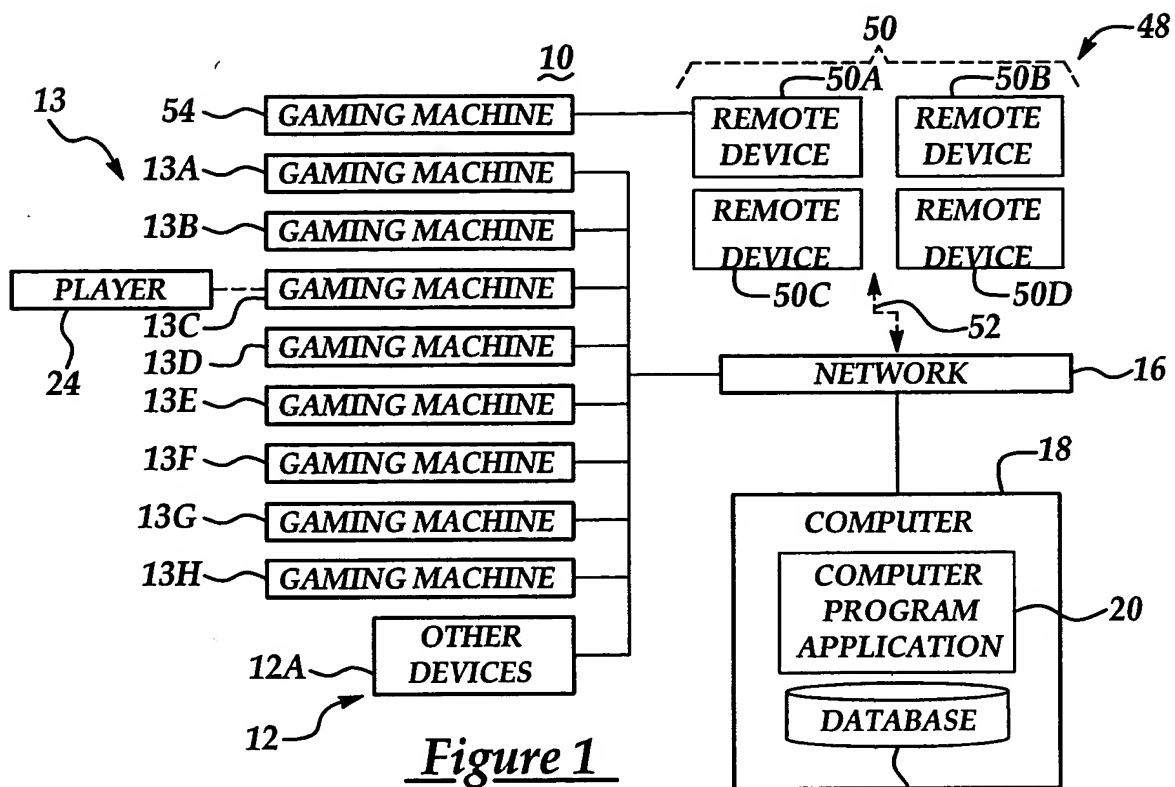 10
50
48
13
54
GAMING MACHINE
50A
REMOTE
DEVICE
50B
REMOTE
DEVICE
13A
GAMING MACHINE
13B
GAMING MACHINE
REMOTE
DEVICE
50C
REMOTE
DEVICE
50D
PLAYER
24
GAMING MACHINE
13C
52
13D
GAMING MACHINE
NETWORK
16
13E
GAMING MACHINE
13F
GAMING MACHINE
18
13G
GAMING MACHINE
COMPUTER
13H
GAMING MACHINE
COMPUTER
PROGRAM
APPLICATION
20
12A
OTHER
DEVICES
12
DATABASE
Figure 1